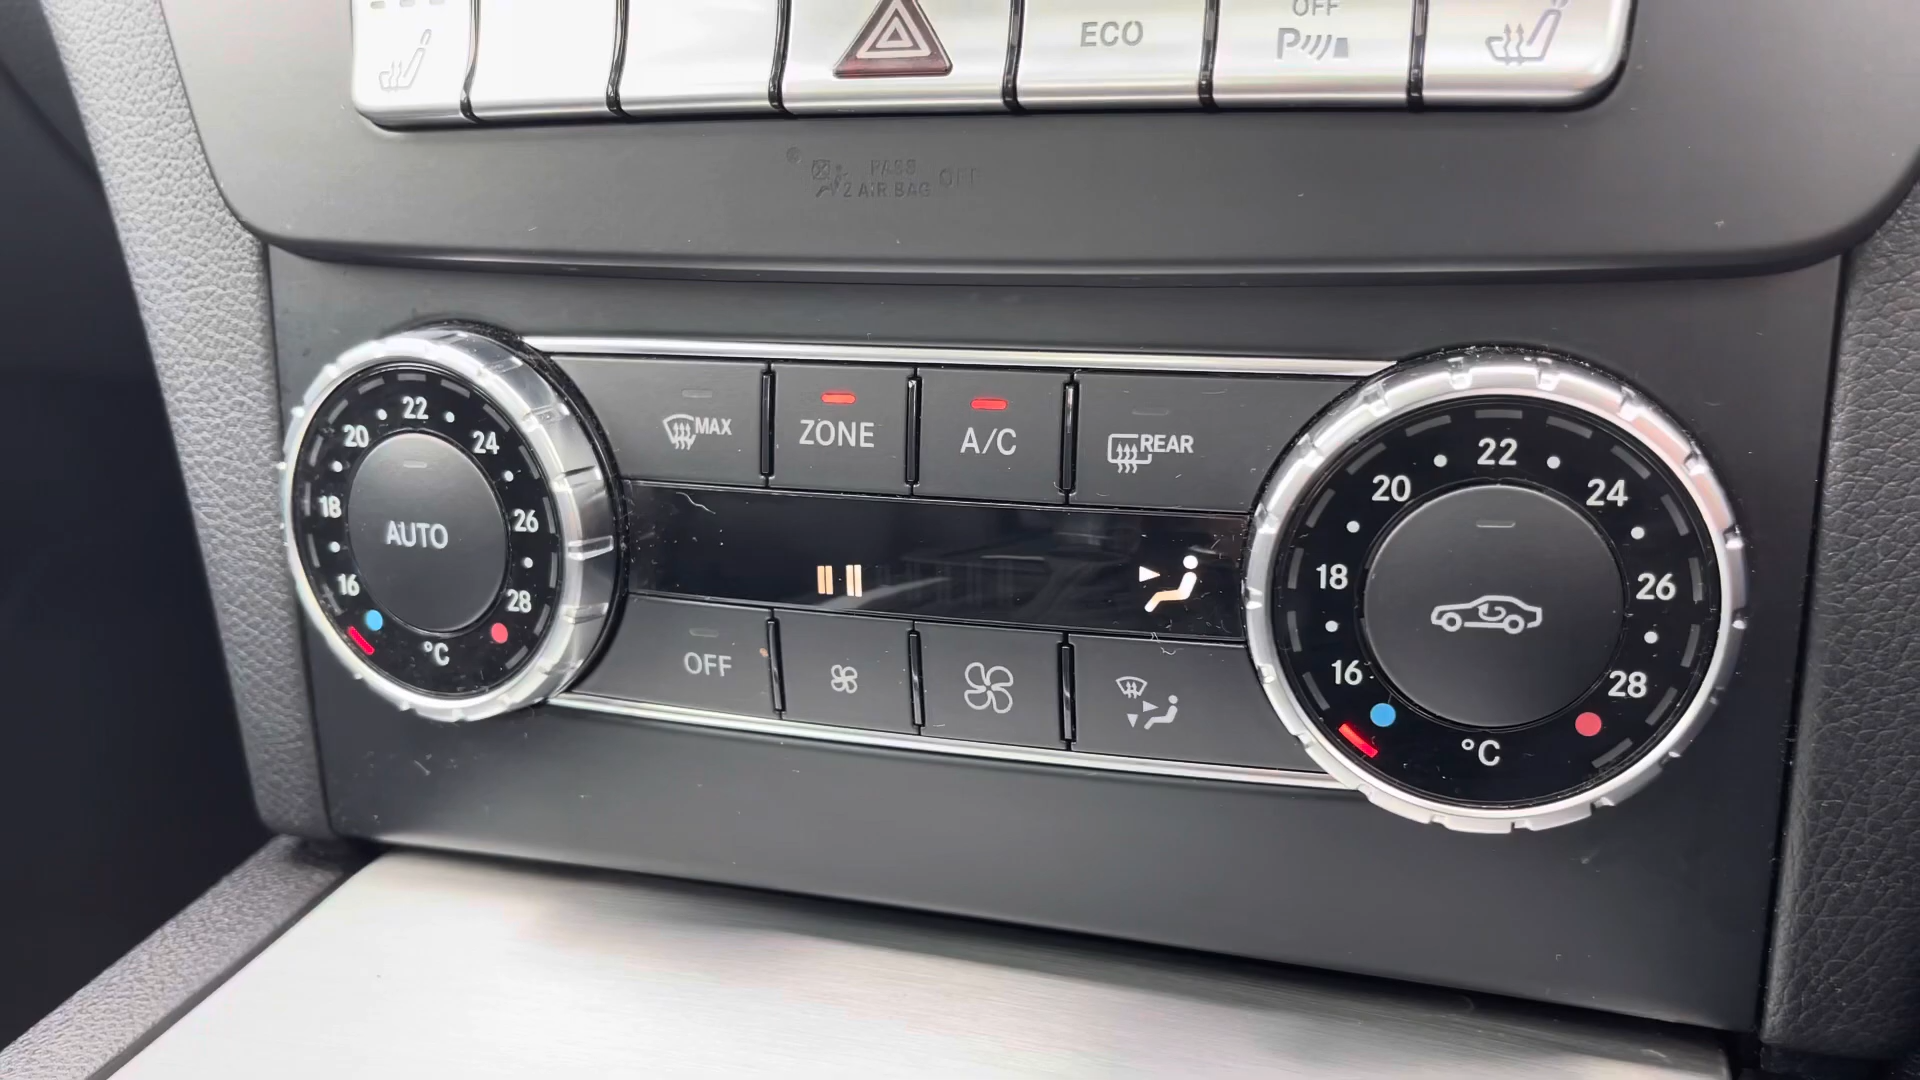 ECO
OFF
P
PASS
2 AIR BAG OFF
MAX
ZONE
A/C
REAR
22
20
24
18
26
16
28
AUTO
°C
OFF
22
20
24
18
26
16
28
°C